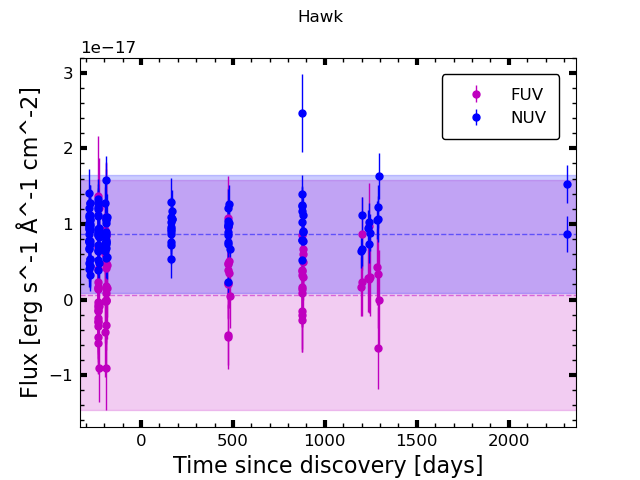 Hawk
1e−17
3
2
1
0
−1
Flux [erg s^-1 Å^-1 cm^-2]
FUV
NUV
0 500 1000 1500 2000
Time since discovery [days]